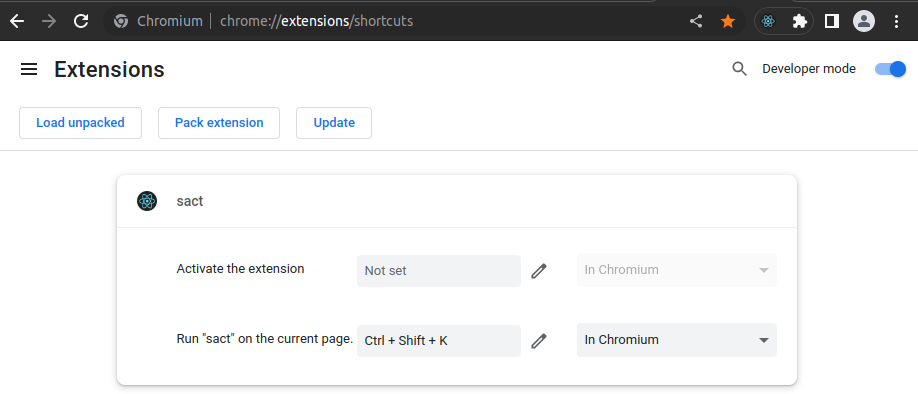 Chromium | chrome://extensions/shortcuts
Extensions
Developer mode
Load unpacked
Pack extension
Update
sact
Activate the extension
Not set
In Chromium
Run "sact" on the current page.
Ctrl + Shift + K
In Chromium